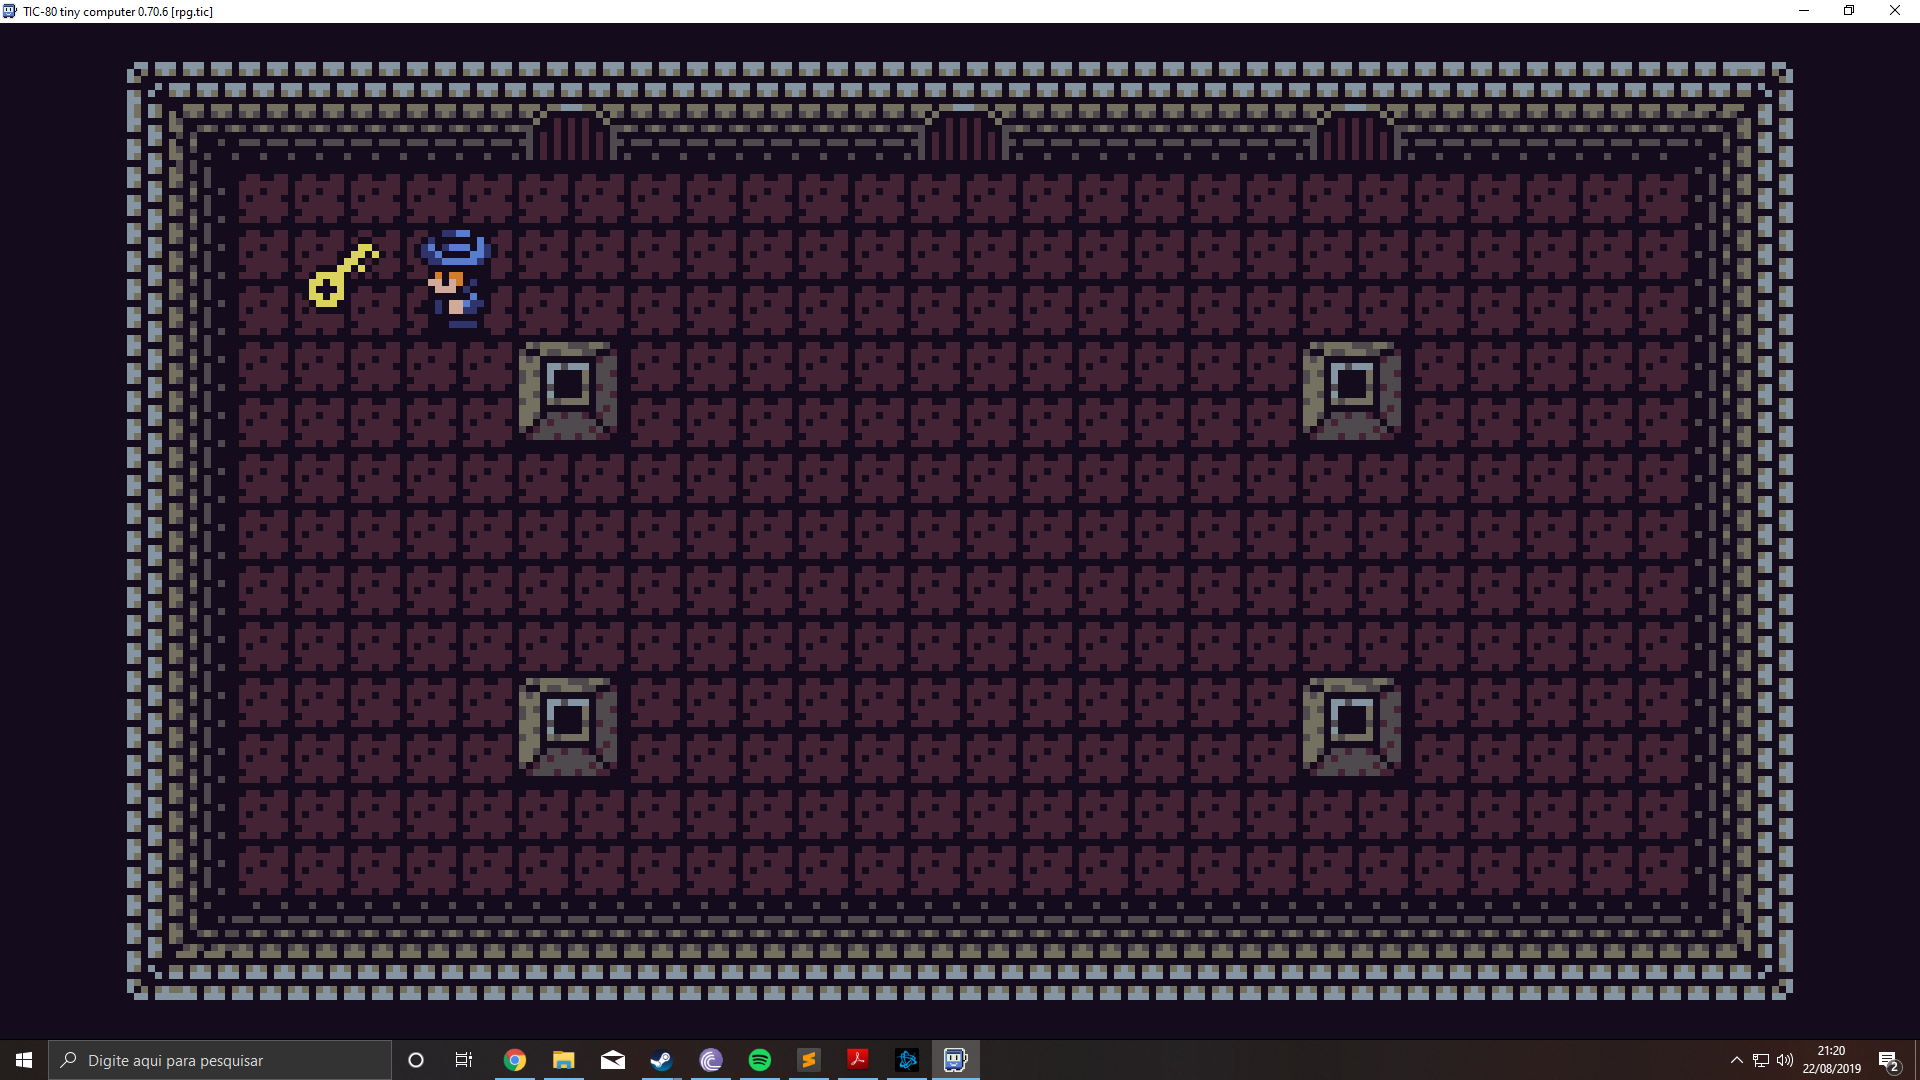 TIC-80 tiny computer 0.70.6 [rpg.tic]
Digite aqui para pesquisar
21:20
22/08/2019
2